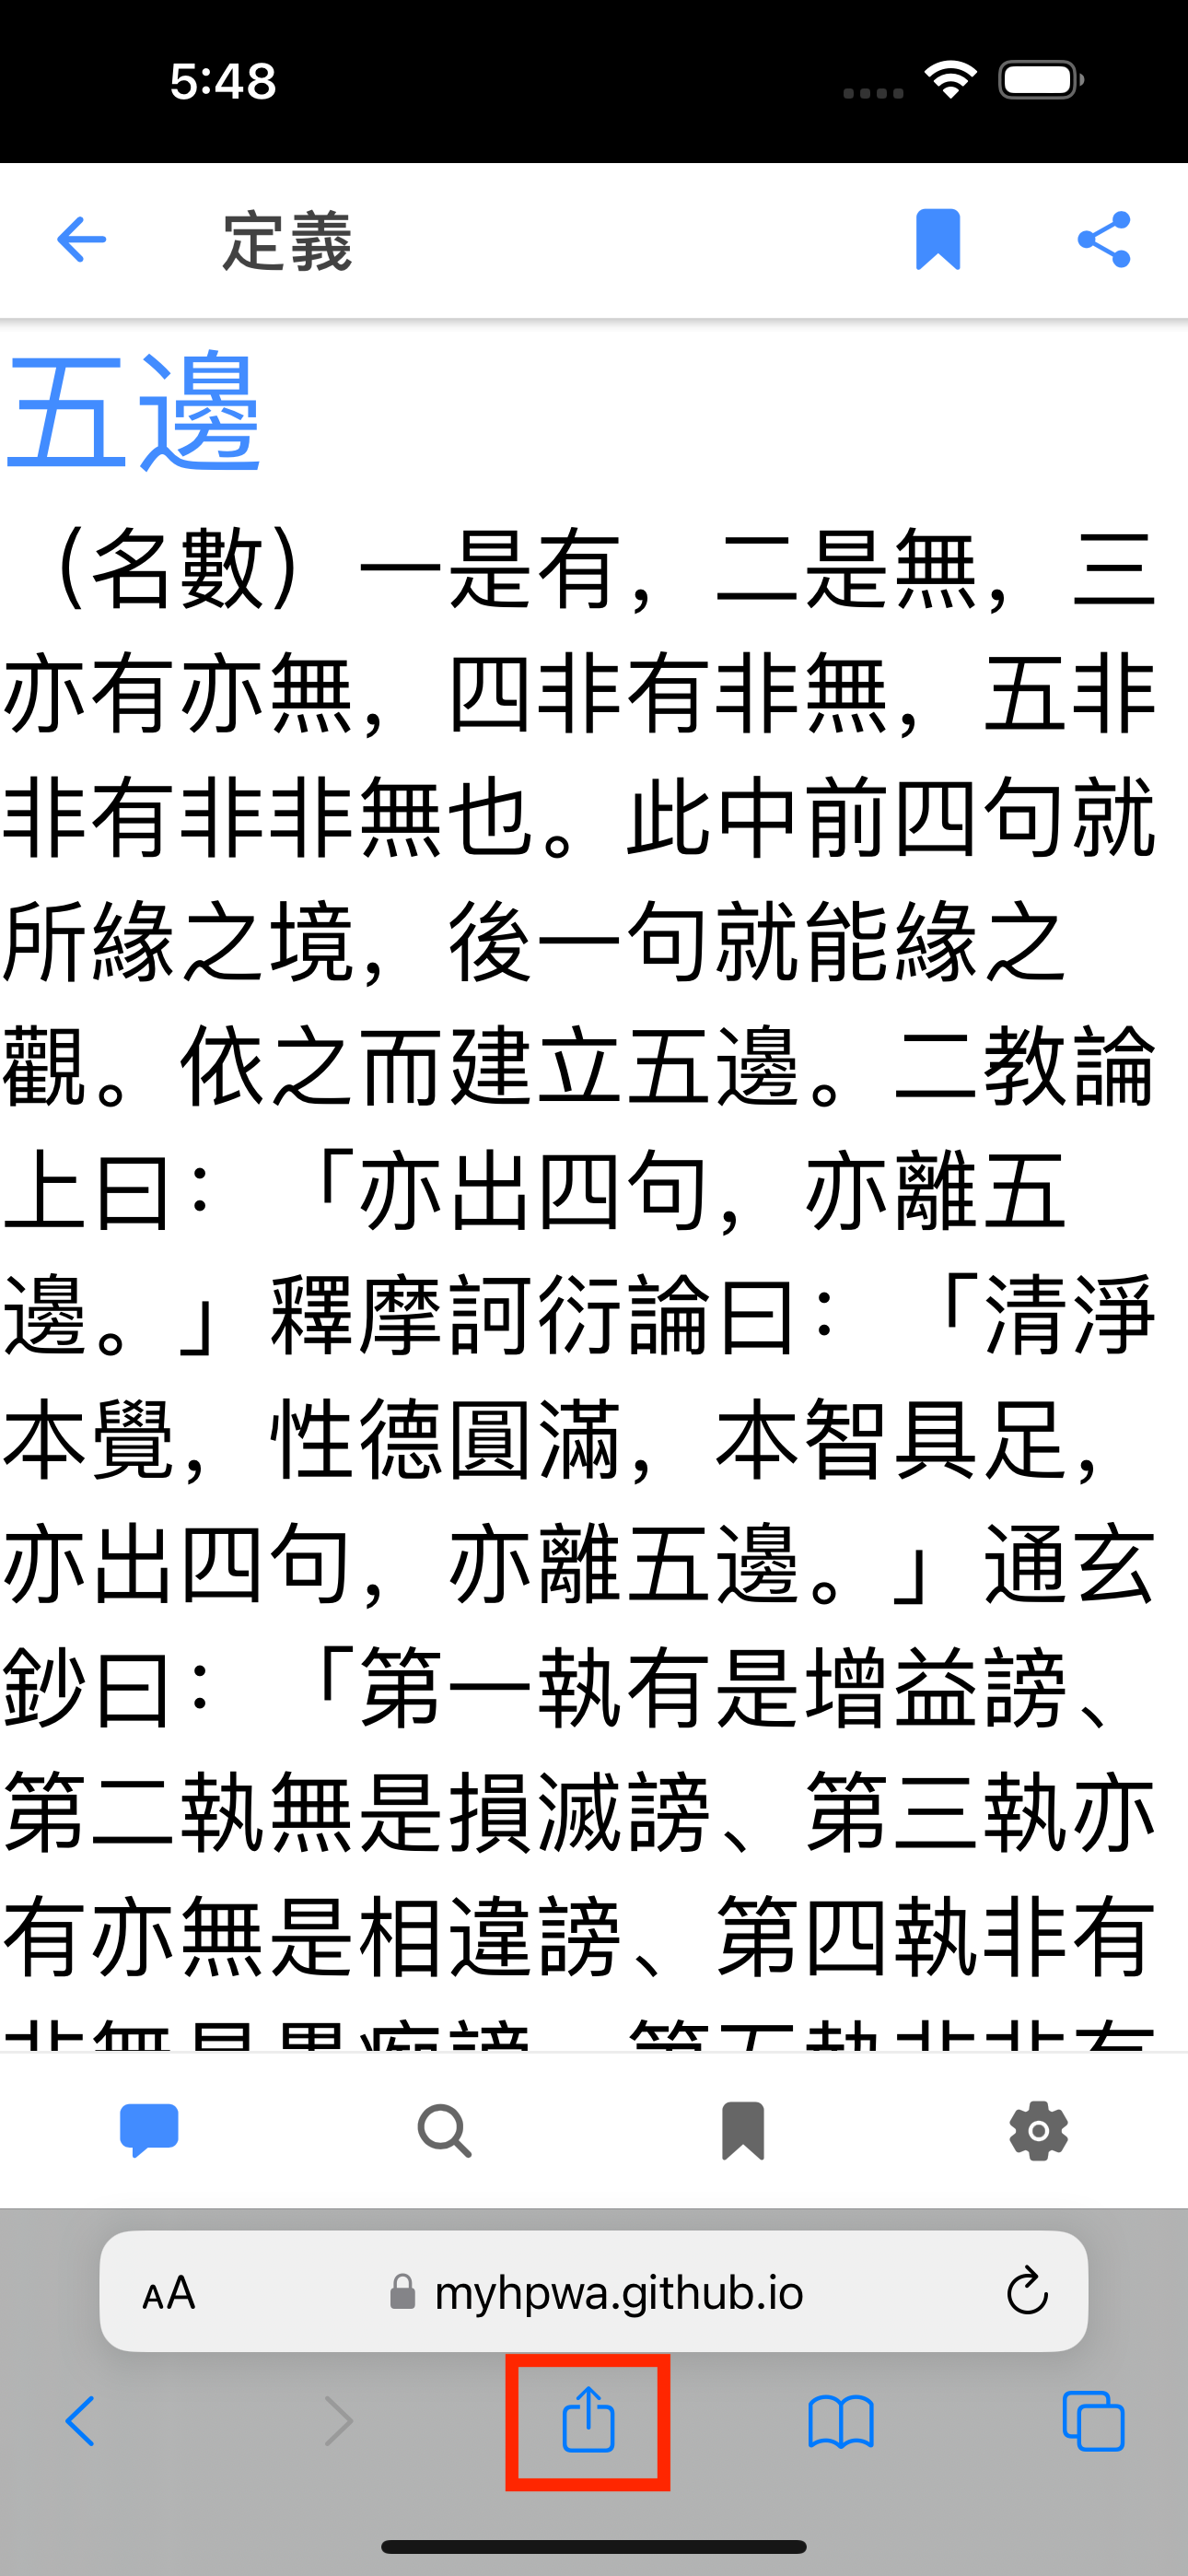 5:48
定義
五邊
（名數）一是有，二是無，三
亦有亦無，四非有非無，五非
非有非非無也。此中前四句就
所緣之境，後一句就能緣之
觀。依之而建立五邊。二教論
上曰：「亦出四句，亦離五
邊。」釋摩訶衍論曰：「清淨
本覺，性德圓滿，本智具足，
亦出四句，亦離五邊。」通玄
鈔曰：「第一執有是增益謗、
第二執無是損滅謗、第三執亦
有亦無是相違謗、第四執非有
AA myhpwa.github.io